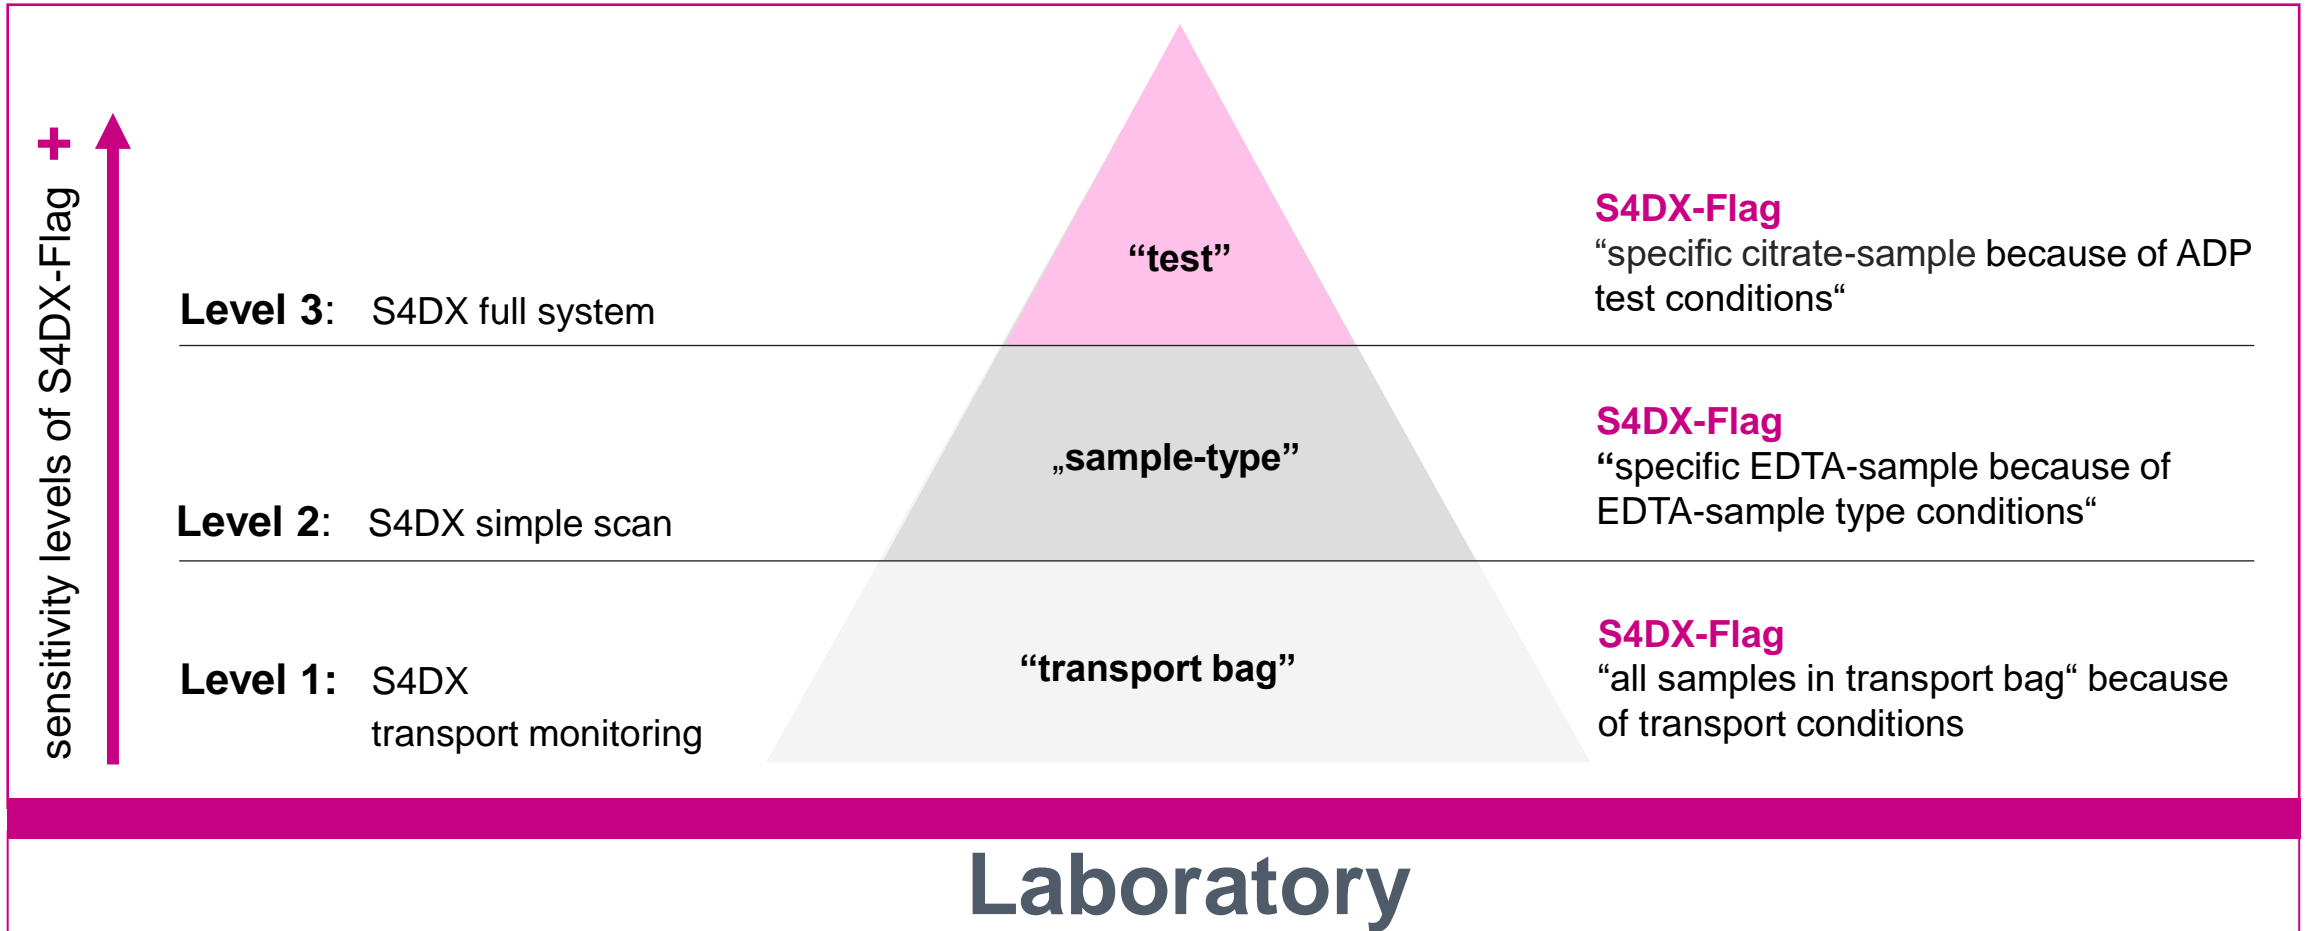 sensitivity levels of S4DX-Flag +
Level 3: S4DX full system
“test”
S4DX-Flag
“specific citrate-sample because of ADP
test conditions“
Level 2: S4DX simple scan
„sample-type”
S4DX-Flag
“specific EDTA-sample because of
EDTA-sample type conditions“
Level 1: S4DX
transport monitoring
“transport bag”
S4DX-Flag
“all samples in transport bag“ because
of transport conditions
Laboratory